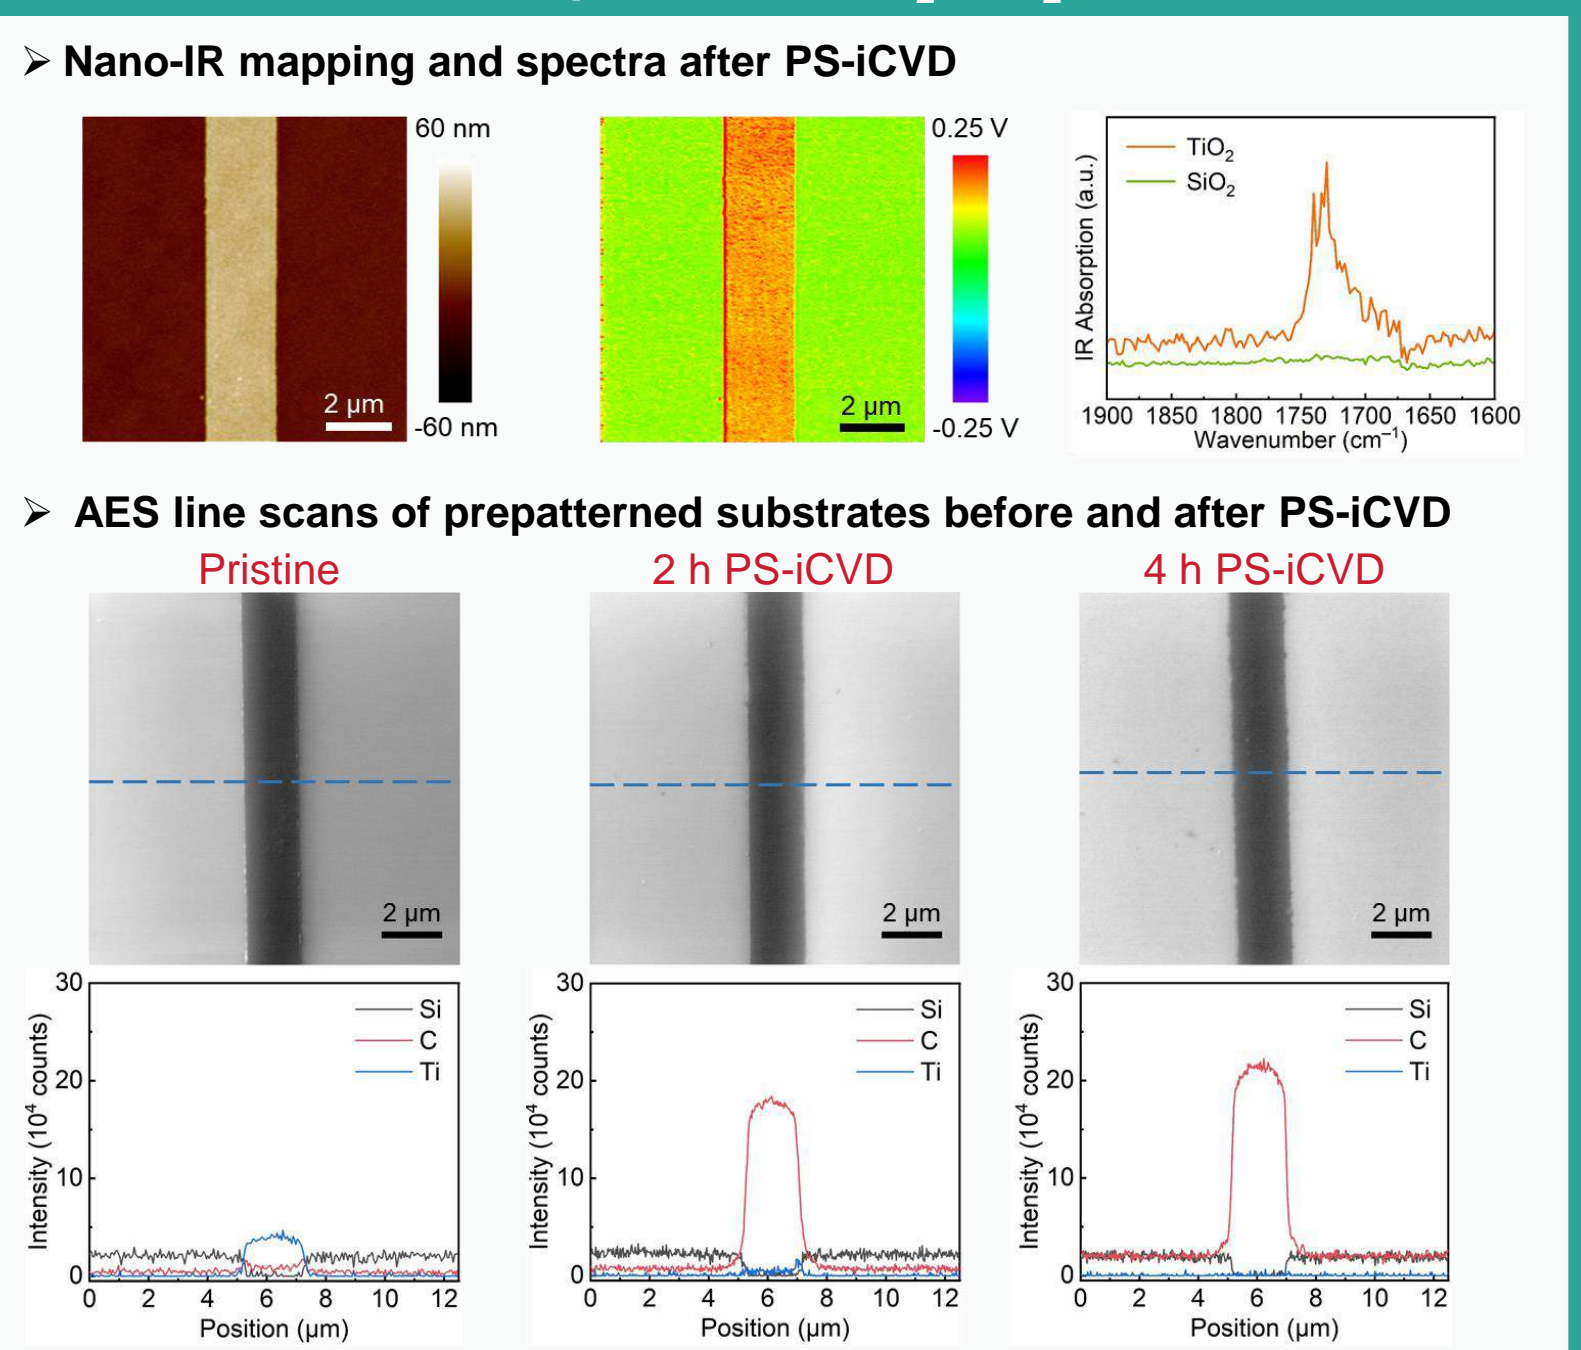 ➢ Nano-IR mapping and spectra after PS-iCVD
60 nm
-60 nm
2 μm
0.25 V
-0.25 V
2 μm
TiO₂
SiO₂
IR Absorption (a.u.)
1900 1850 1800 1750 1700 1650 1600
Wavenumber (cm⁻¹)
➢ AES line scans of prepatterned substrates before and after PS-iCVD
Pristine
2 h PS-iCVD
4 h PS-iCVD
2 μm
2 μm
2 μm
30
20
10
0
Intensity (10⁴ counts)
Si
C
Ti
0 2 4 6 8 10 12
Position (μm)
30
20
10
0
Intensity (10⁴ counts)
Si
C
Ti
0 2 4 6 8 10 12
Position (μm)
30
20
10
0
Intensity (10⁴ counts)
Si
C
Ti
0 2 4 6 8 10 12
Position (μm)